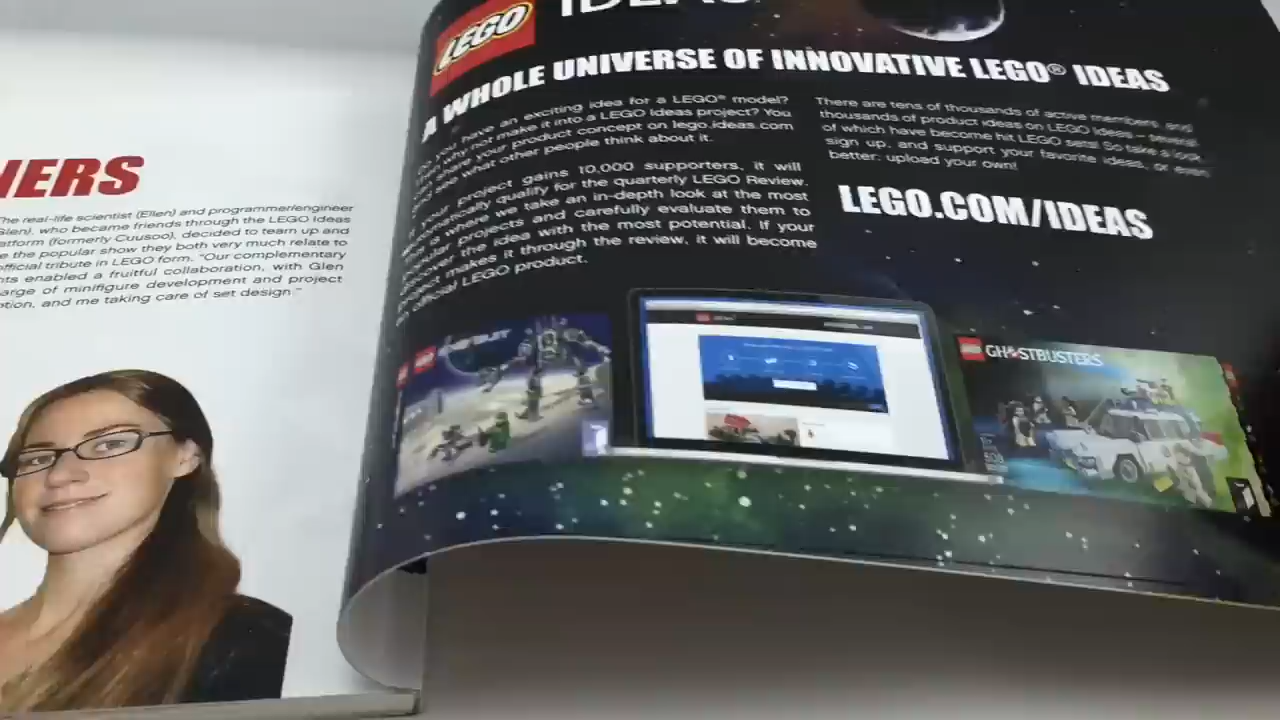 IERS
The real-life scientist (Ellen) and programmer/engineer
Glen), who became friends through the LEGO Ideas
atform (formerly Cuusoo), decided to team up and
e the popular show they both very much relate to
official tribute in LEGO form. "Our complementary
nts enabled a fruitful collaboration, with Glen
arge of minifigure development and project
ntion, and me taking care of set design."
LEGO IDEAS
A WHOLE UNIVERSE OF INNOVATIVE LEGO® IDEAS
you have an exciting idea for a LEGO® model?
why not make it into a LEGO Ideas project? You
share your product concept on lego.ideas.com
see what other people think about it.
your project gains 10,000 supporters, it will
automatically qualify for the quarterly LEGO Review.
is where we take an in-depth look at the most
popular projects and carefully evaluate them to
discover the idea with the most potential. If your
project makes it through the review, it will become
an official LEGO product.
There are tens of thousands of active members and
thousands of product ideas on LEGO Ideas – several
of which have become hit LEGO sets! So take a look,
sign up, and support your favorite ideas, or even
better: upload your own!
LEGO.COM/IDEAS
LEGO
LEGO GHOSTBUSTERS